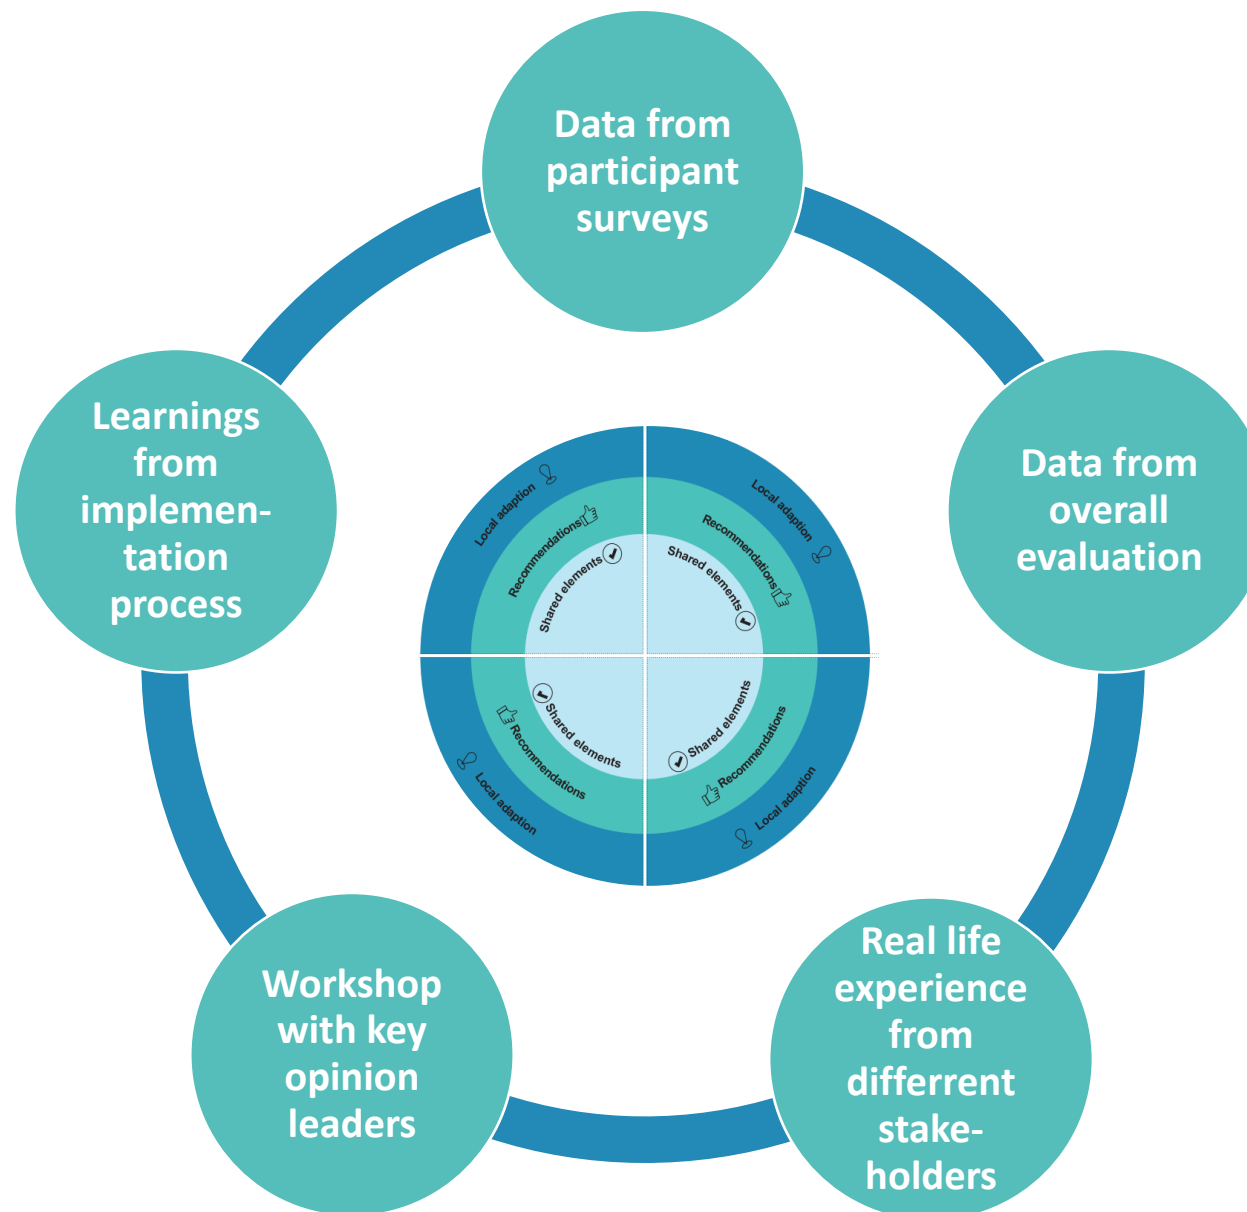 Data from
participant
surveys
Data from
overall
evaluation
Real life
experience
from
differrent
stake-
holders
Workshop
with key
opinion
leaders
Learnings
from
implemen-
tation
process
Local adaption
Recommendations
Shared elements
Local adaption
Recommendations
Shared elements
Shared elements
Recommendations
Local adaption
Shared elements
Recommendations
Local adaption